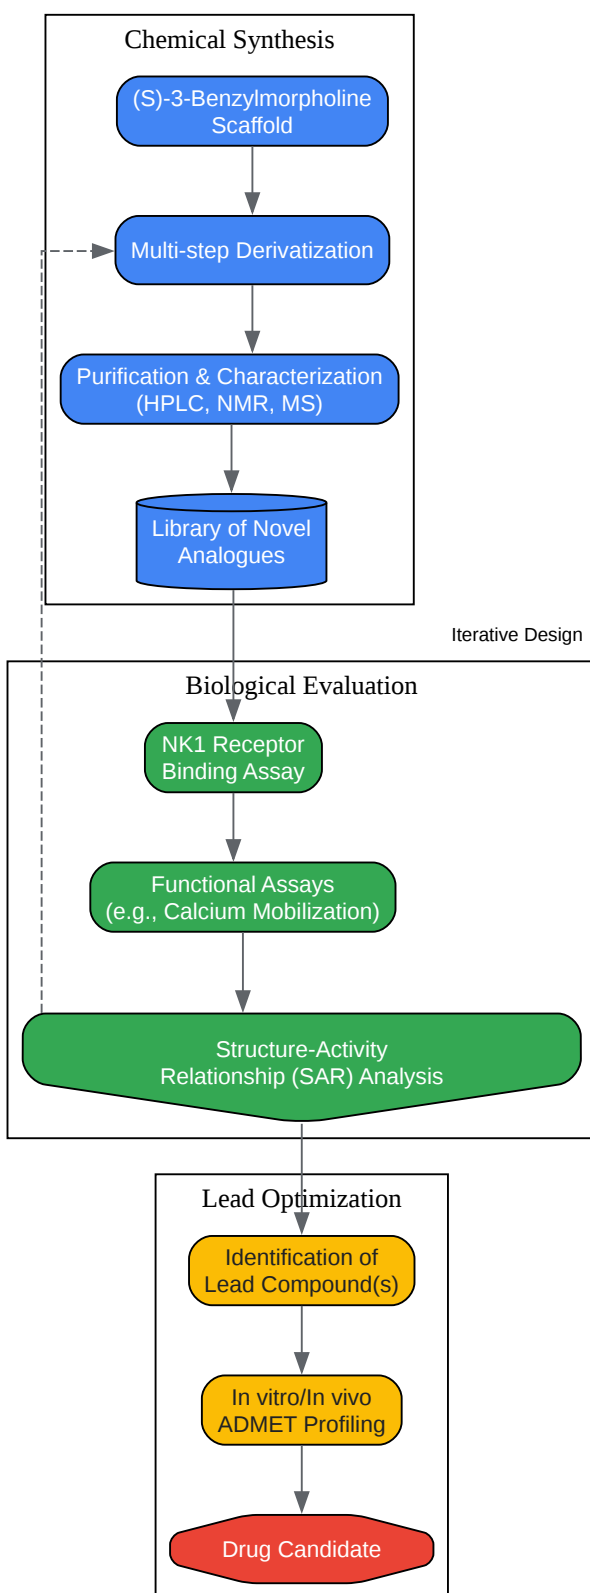 Chemical Synthesis
(S)-3-Benzylmorpholine
Scaffold
Multi-step Derivatization
Purification & Characterization
(HPLC, NMR, MS)
Library of Novel
Analogues
Iterative Design
Biological Evaluation
NK1 Receptor
Binding Assay
Functional Assays
(e.g., Calcium Mobilization)
Structure-Activity
Relationship (SAR) Analysis
Lead Optimization
Identification of
Lead Compound(s)
In vitro/In vivo
ADMET Profiling
Drug Candidate